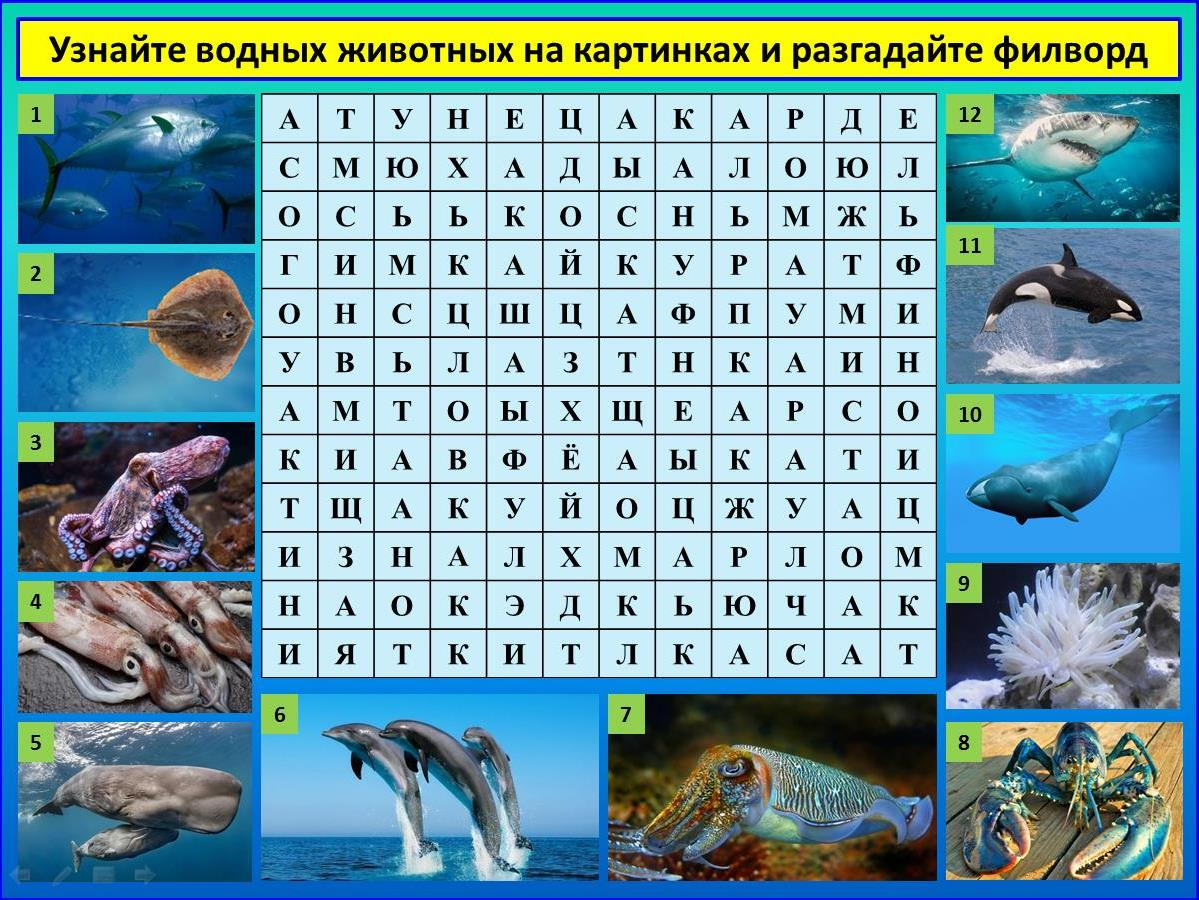 Узнайте водных животных на картинках и разгадайте филворд
1
12
А Т У Н Е Ц А К А Р Д Е
С М Ю Х А Д Ы А Л О Ю Л
О С Ь Ь К О С Н Ь М Ж Ь
2
11
Г И М К А Й К У Р А Т Ф
О Н С Ц Ш Ц А Ф П У М И
У В Ь Л А З Т Н К А И Н
3
10
А М Т О Ы Х Щ Е А Р С О
К И А В Ф Ё А Ы К А Т И
Т Щ А К У Й О Ц Ж У А Ц
4
9
И З Н А Л Х М А Р Л О М
Н А О К Э Д К Ь Ю Ч А К
И Я Т К И Т Л К А С А Т
5
6
7
8